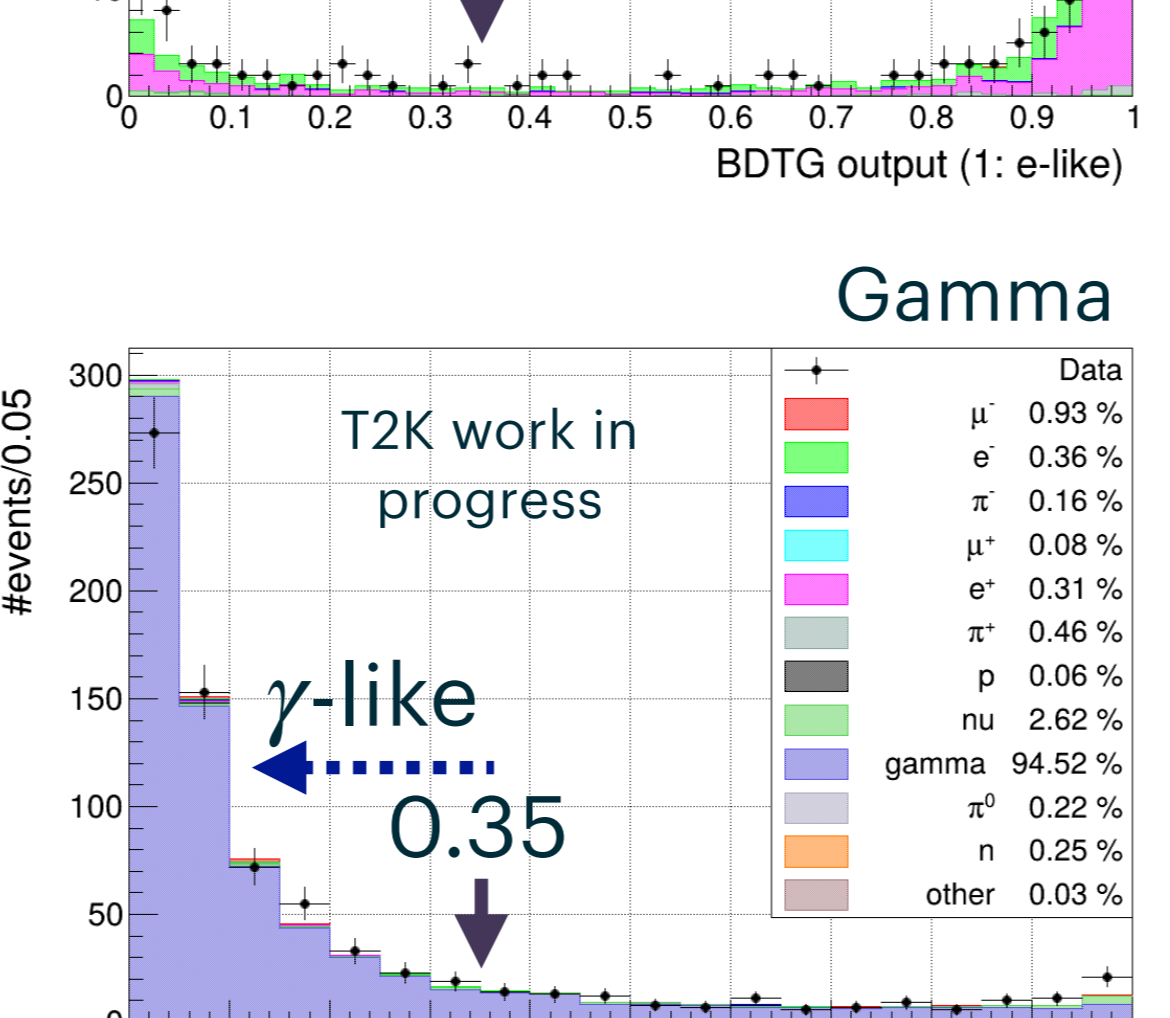 0
0 0.1 0.2 0.3 0.4 0.5 0.6 0.7 0.8 0.9 1
BDTG output (1: e-like)
Gamma
#events/0.05
300
250
200
150
100
50
0
T2K work in
progress
γ-like
0.35
Data
μ- 0.93 %
e- 0.36 %
π- 0.16 %
μ+ 0.08 %
e+ 0.31 %
π+ 0.46 %
p 0.06 %
nu 2.62 %
gamma 94.52 %
π0 0.22 %
n 0.25 %
other 0.03 %